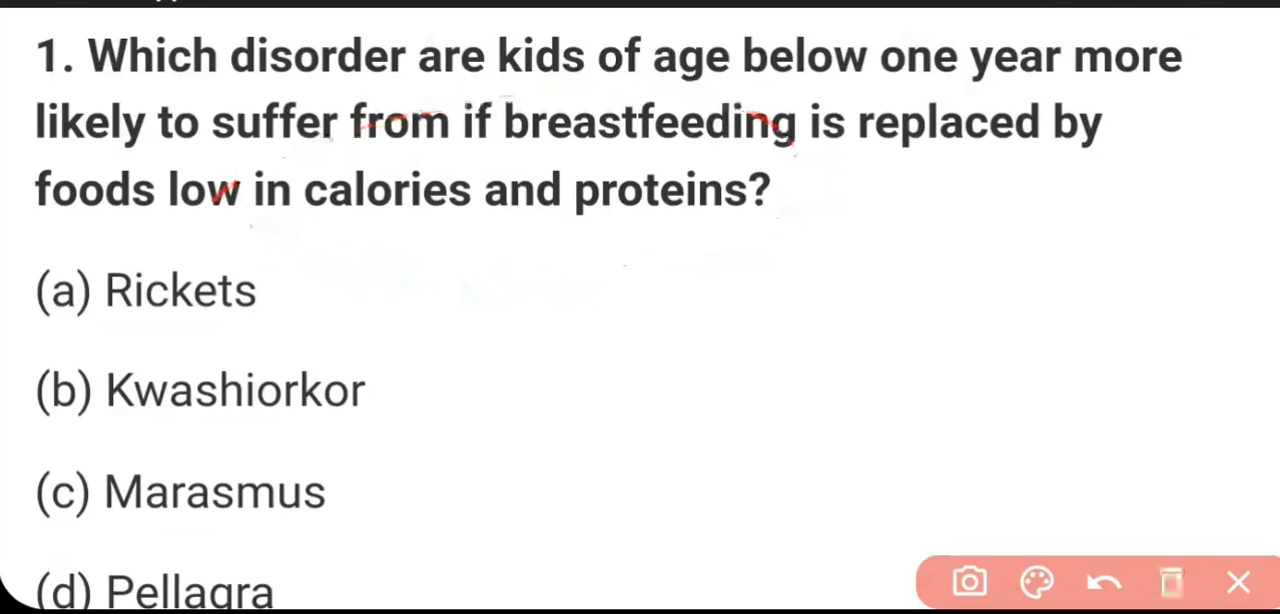 1. Which disorder are kids of age below one year more
likely to suffer from if breastfeeding is replaced by
foods low in calories and proteins?
(a) Rickets
(b) Kwashiorkor
(c) Marasmus
(d) Pellagra